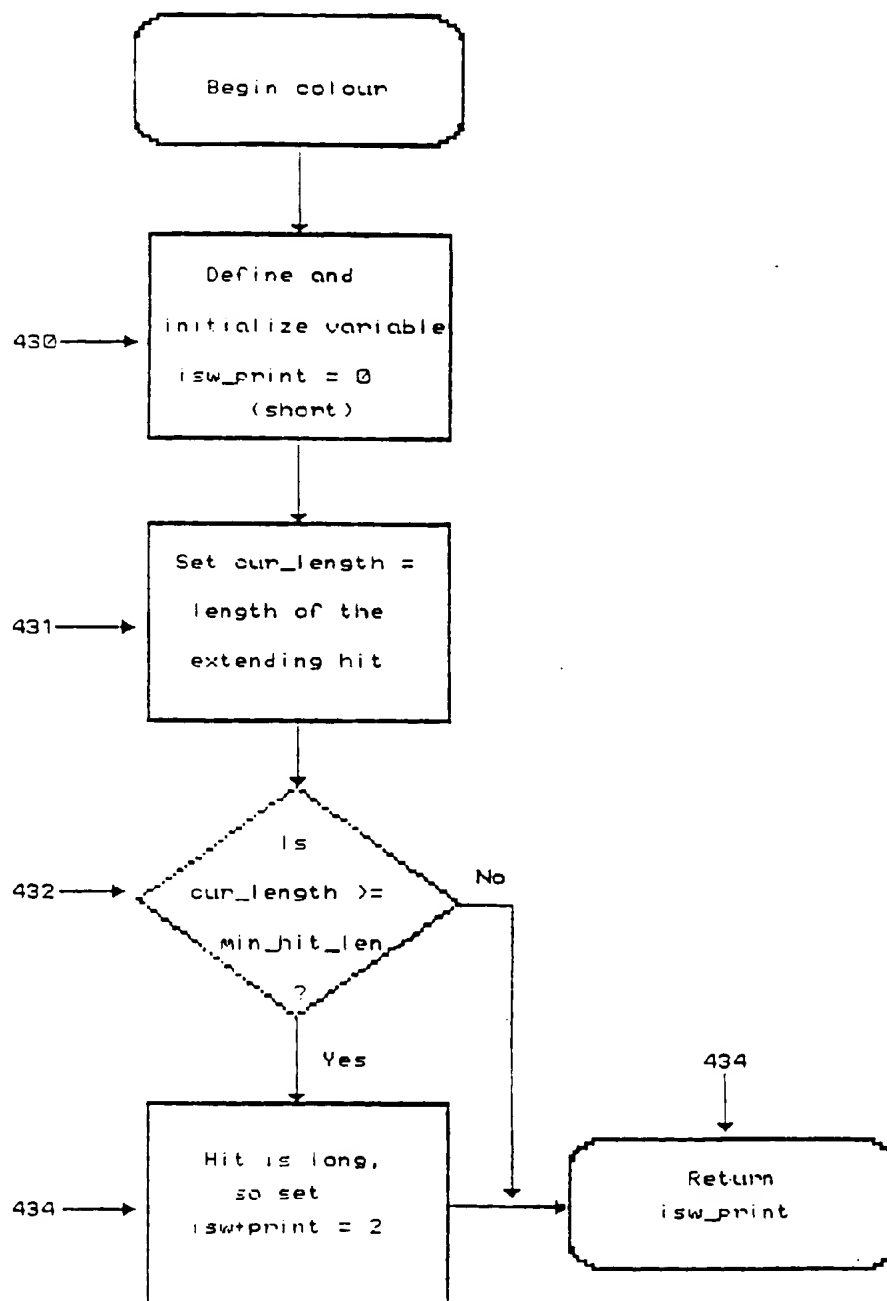 Begin colour
Define and
initialize variable
430
isw_print = 0
(short)
Set cur_length =
431
length of the
extending hit
Is
No
432
cur_length >=
min_hit_len
?
Yes
434
Hit is long,
so set
434
isw+print = 2
Return
isw_print